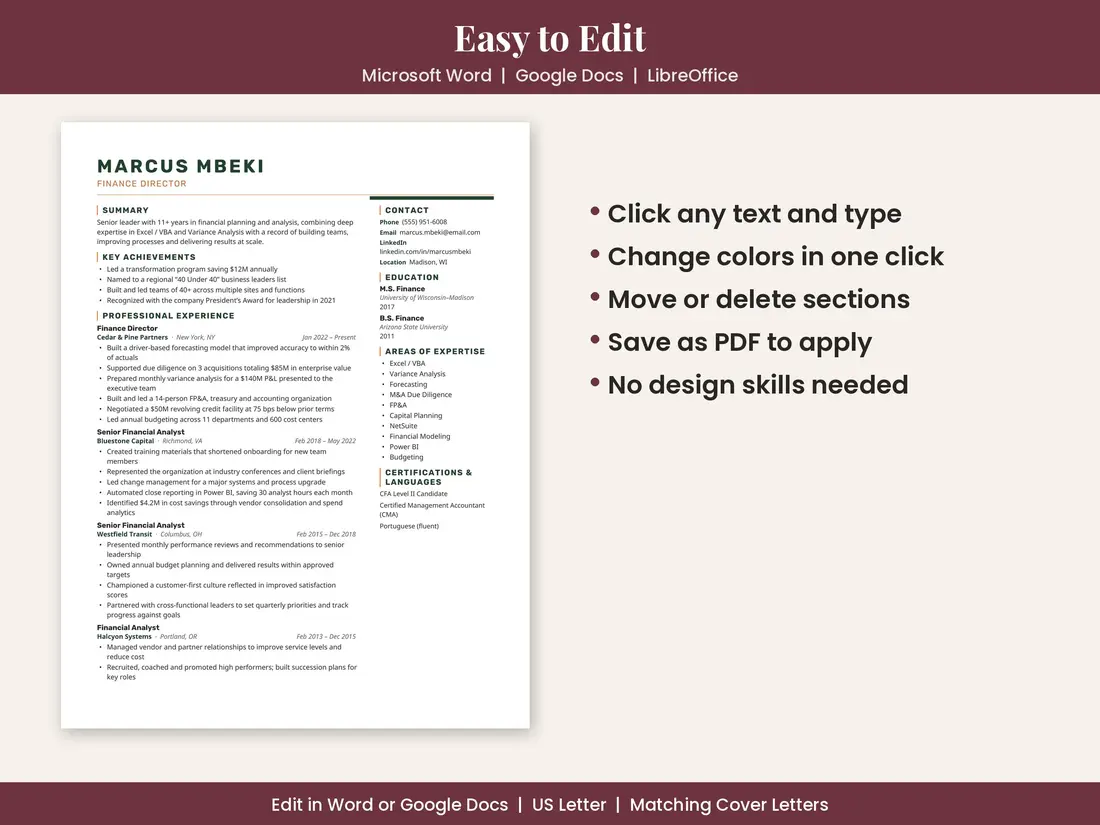 Easy to Edit
Microsoft Word | Google Docs | LibreOffice
MARCUS MBEKI
FINANCE DIRECTOR
SUMMARY
Senior leader with 11+ years in financial planning and analysis, combining deep
expertise in Excel / VBA and Variance Analysis with a record of building teams,
improving processes and delivering results at scale.
KEY ACHIEVEMENTS
• Led a transformation program saving $12M annually
• Named to a regional "40 Under 40" business leaders list
• Built and led teams of 40+ across multiple sites and functions
• Recognized with the company President's Award for leadership in 2021
PROFESSIONAL EXPERIENCE
Finance Director
Cedar & Pine Partners · New York, NY Jan 2022 – Present
• Built a driver-based forecasting model that improved accuracy to within 2%
of actuals
• Supported due diligence on 3 acquisitions totaling $85M in enterprise value
• Prepared monthly variance analysis for a $140M P&L presented to the
executive team
• Built and led a 14-person FP&A, treasury and accounting organization
• Negotiated a $50M revolving credit facility at 75 bps below prior terms
• Led annual budgeting across 11 departments and 600 cost centers
Senior Financial Analyst
Bluestone Capital · Richmond, VA Feb 2018 – May 2022
• Created training materials that shortened onboarding for new team
members
• Represented the organization at industry conferences and client briefings
• Led change management for a major systems and process upgrade
• Automated close reporting in Power BI, saving 30 analyst hours each month
• Identified $4.2M in cost savings through vendor consolidation and spend
analytics
Senior Financial Analyst
Westfield Transit · Columbus, OH Feb 2015 – Dec 2018
• Presented monthly performance reviews and recommendations to senior
leadership
• Owned annual budget planning and delivered results within approved
targets
• Championed a customer-first culture reflected in improved satisfaction
scores
• Partnered with cross-functional leaders to set quarterly priorities and track
progress against goals
Financial Analyst
Halcyon Systems · Portland, OR Feb 2013 – Dec 2015
• Managed vendor and partner relationships to improve service levels and
reduce cost
• Recruited, coached and promoted high performers; built succession plans for
key roles
CONTACT
Phone (555) 951-6008
Email marcus.mbeki@email.com
LinkedIn
linkedin.com/in/marcusmbeki
Location Madison, WI
EDUCATION
M.S. Finance
University of Wisconsin–Madison
2017
B.S. Finance
Arizona State University
2011
AREAS OF EXPERTISE
• Excel / VBA
• Variance Analysis
• Forecasting
• M&A Due Diligence
• FP&A
• Capital Planning
• NetSuite
• Financial Modeling
• Power BI
• Budgeting
CERTIFICATIONS &
LANGUAGES
CFA Level II Candidate
Certified Management Accountant
(CMA)
Portuguese (fluent)
• Click any text and type
• Change colors in one click
• Move or delete sections
• Save as PDF to apply
• No design skills needed
Edit in Word or Google Docs | US Letter | Matching Cover Letters